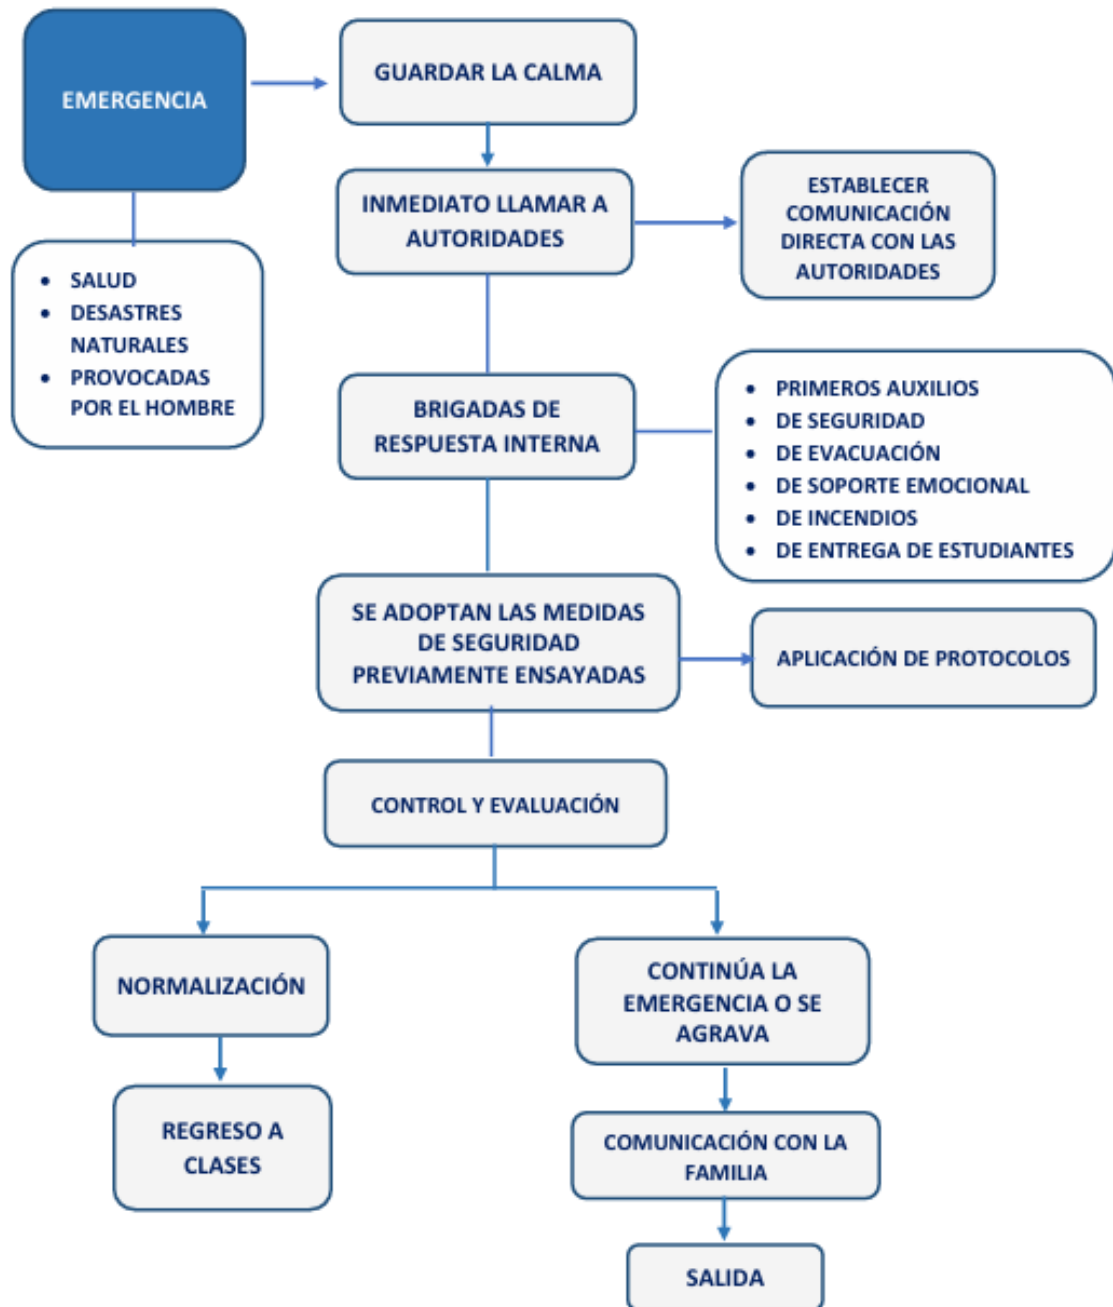 EMERGENCIA
• SALUD
• DESASTRES
NATURALES
• PROVOCADAS
POR EL HOMBRE
GUARDAR LA CALMA
INMEDIATO LLAMAR A
AUTORIDADES
ESTABLECER
COMUNICACIÓN
DIRECTA CON LAS
AUTORIDADES
BRIGADAS DE
RESPUESTA INTERNA
• PRIMEROS AUXILIOS
• DE SEGURIDAD
• DE EVACUACIÓN
• DE SOPORTE EMOCIONAL
• DE INCENDIOS
• DE ENTREGA DE ESTUDIANTES
SE ADOPTAN LAS MEDIDAS
DE SEGURIDAD
PREVIAMENTE ENSAYADAS
APLICACIÓN DE PROTOCOLOS
CONTROL Y EVALUACIÓN
NORMALIZACIÓN
REGRESO A
CLASES
CONTINÚA LA
EMERGENCIA O SE
AGRAVA
COMUNICACIÓN CON LA
FAMILIA
SALIDA